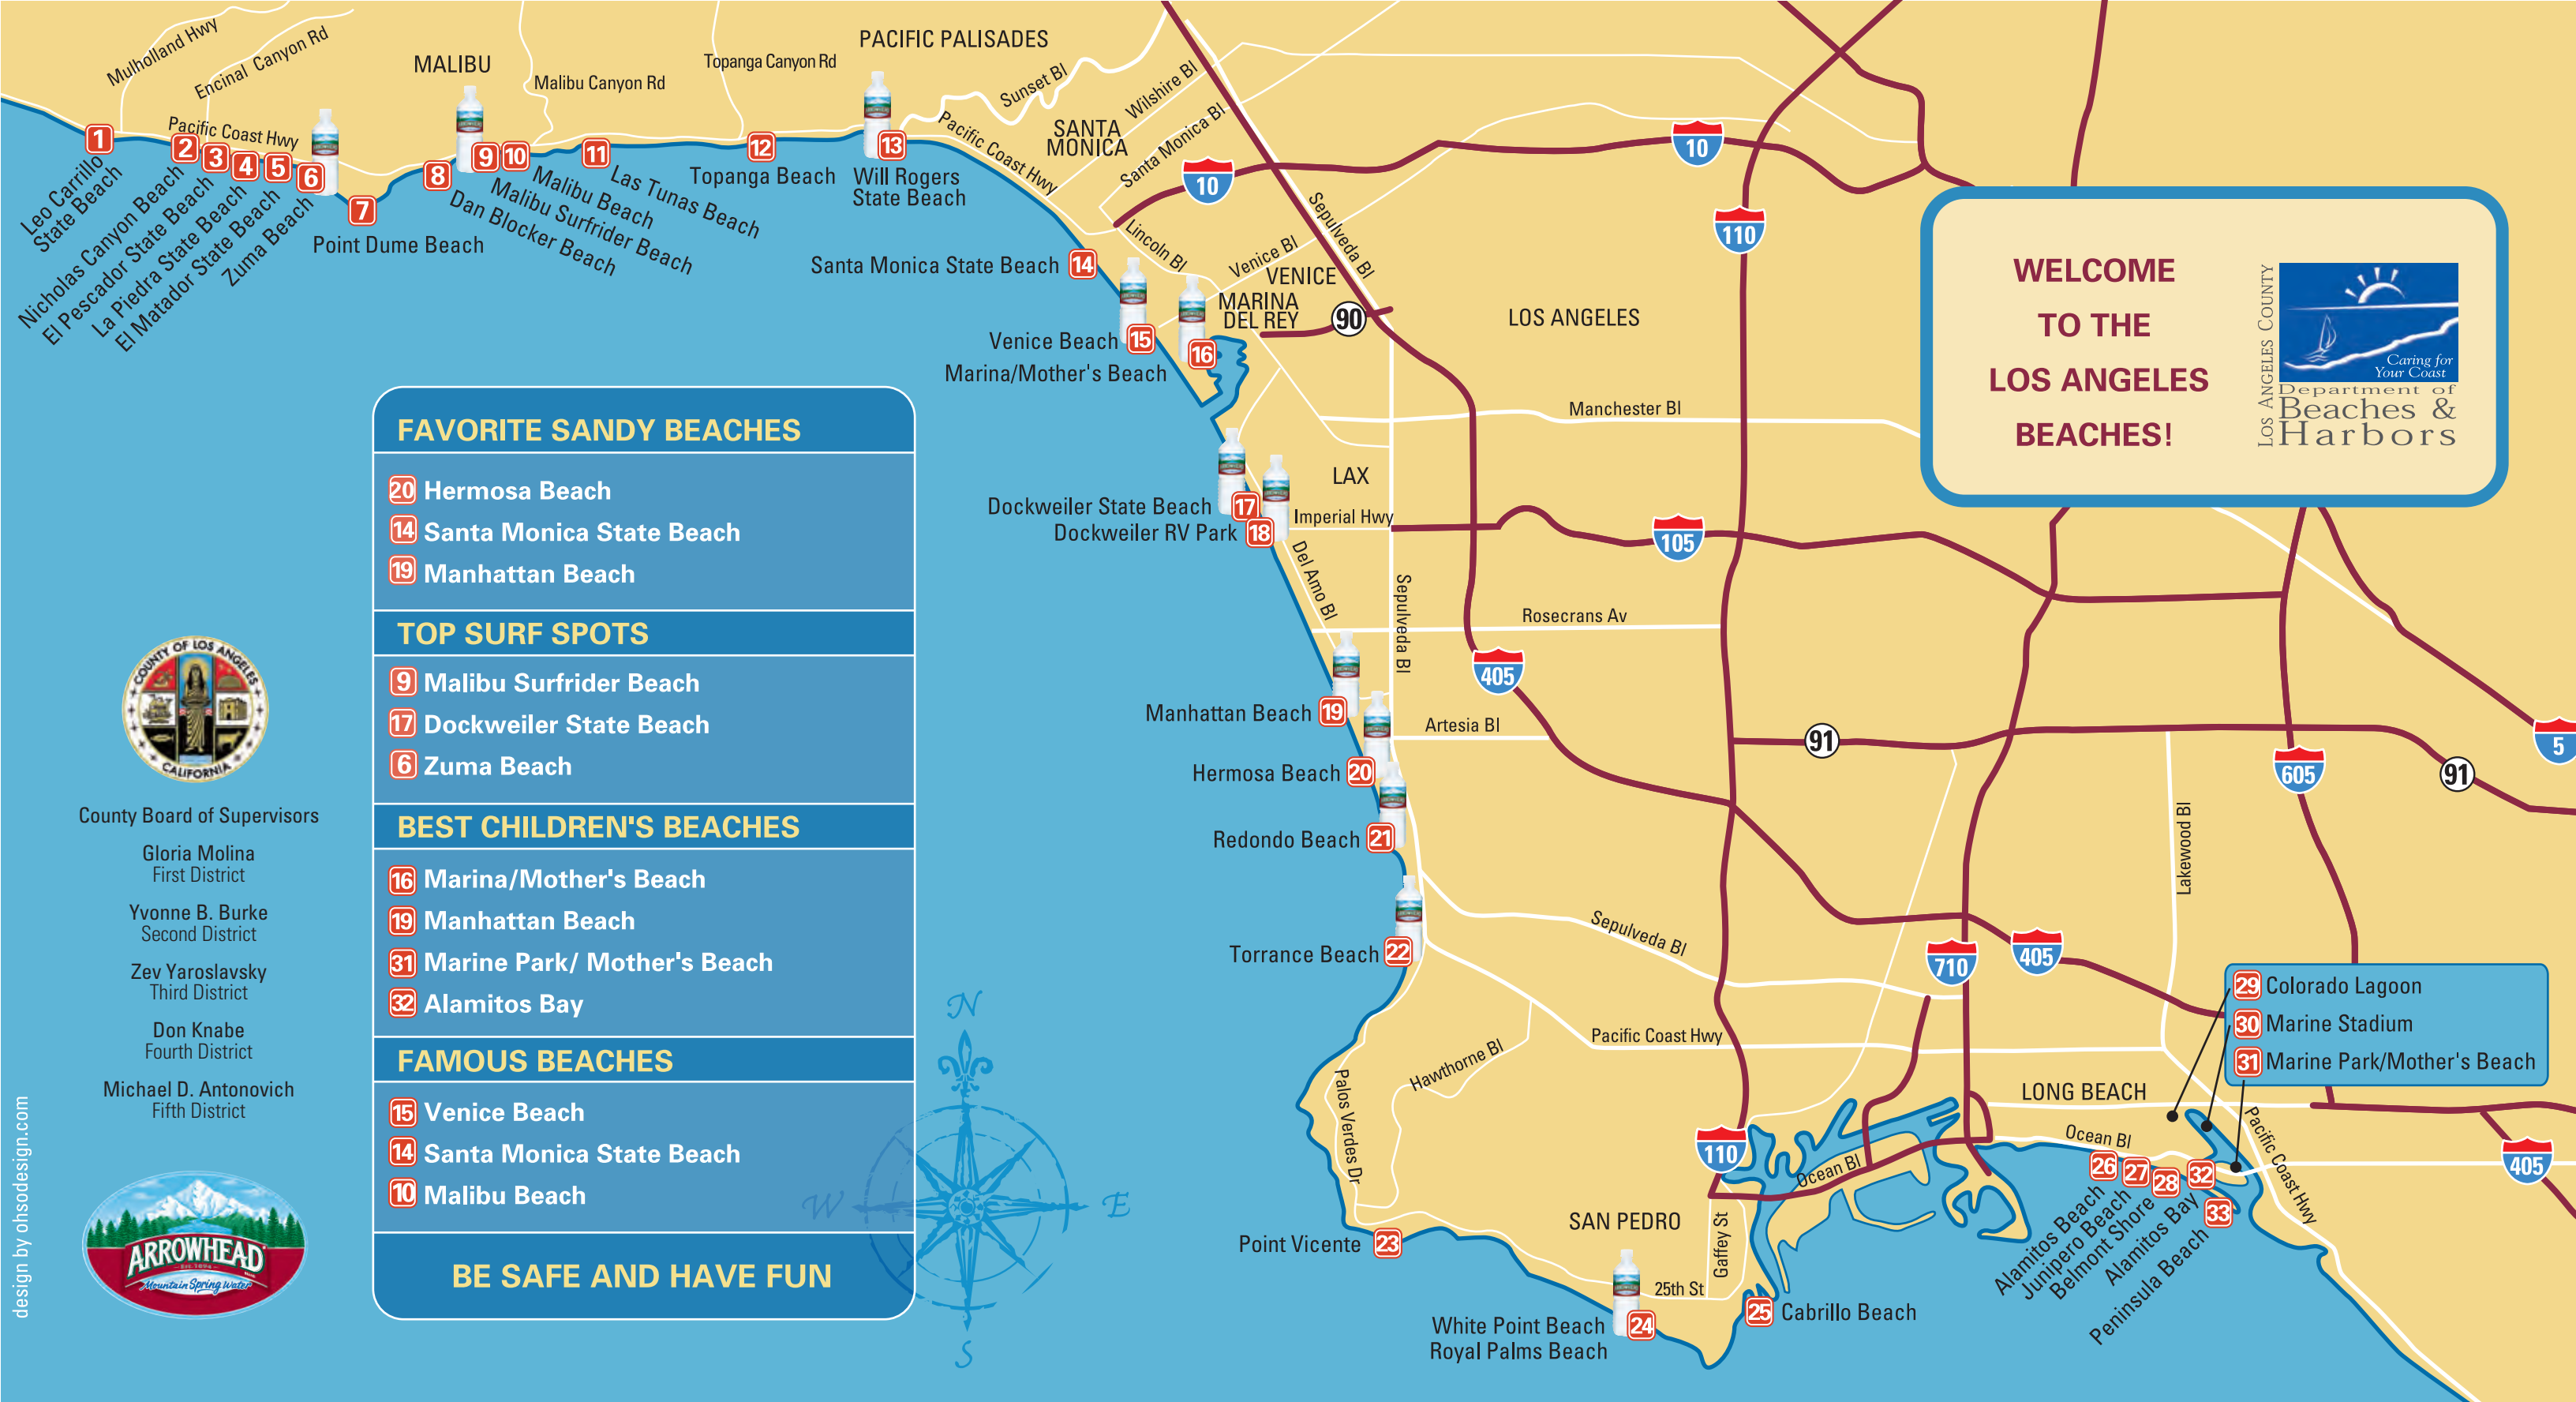 Mulholland Hwy
Encinal Canyon Rd
MALIBU
Malibu Canyon Rd
Topanga Canyon Rd
PACIFIC PALISADES
Sunset Bl
Wilshire Bl
SANTA
MONICA
Santa Monica Bl
Pacific Coast Hwy
Pacific Coast Hwy
10
10
110
1
2
3
4
5
6
7
8
9
10
11
12
13
Leo Carrillo
State Beach
Nicholas Canyon Beach
El Pescador State Beach
La Piedra State Beach
El Matador State Beach
Zuma Beach
Point Dume Beach
Dan Blocker Beach
Malibu Surfrider Beach
Malibu Beach
Las Tunas Beach
Topanga Beach
Will Rogers
State Beach
Lincoln Bl
Venice Bl
Sepulveda Bl
VENICE
MARINA
DEL REY
90
LOS ANGELES
Santa Monica State Beach 14
Venice Beach 15
Marina/Mother's Beach 16
WELCOME
TO THE
LOS ANGELES
BEACHES!
LOS ANGELES COUNTY
Caring for
Your Coast
Department of
Beaches &
Harbors
Manchester Bl
LAX
Imperial Hwy
105
Dockweiler State Beach 17
Dockweiler RV Park 18
Del Amo Bl
Sepulveda Bl
Rosecrans Av
405
Manhattan Beach 19
Artesia Bl
91
605
91
5
Hermosa Beach 20
Redondo Beach 21
Lakewood Bl
Torrance Beach 22
Sepulveda Bl
710
405
29 Colorado Lagoon
30 Marine Stadium
31 Marine Park/Mother's Beach
Pacific Coast Hwy
Hawthorne Bl
Palos Verdes Dr
LONG BEACH
Ocean Bl
Ocean Bl
Pacific Coast Hwy
110
405
26
27
28
32
33
Alamitos Beach
Junipero Beach
Belmont Shore
Alamitos Bay
Peninsula Beach
SAN PEDRO
Gaffey St
25th St
Point Vicente 23
White Point Beach
Royal Palms Beach
24
25 Cabrillo Beach
FAVORITE SANDY BEACHES
20 Hermosa Beach
14 Santa Monica State Beach
19 Manhattan Beach
TOP SURF SPOTS
9 Malibu Surfrider Beach
17 Dockweiler State Beach
6 Zuma Beach
BEST CHILDREN'S BEACHES
16 Marina/Mother's Beach
19 Manhattan Beach
31 Marine Park/ Mother's Beach
32 Alamitos Bay
FAMOUS BEACHES
15 Venice Beach
14 Santa Monica State Beach
10 Malibu Beach
BE SAFE AND HAVE FUN
N
W
E
S
COUNTY OF LOS ANGELES
CALIFORNIA
County Board of Supervisors
Gloria Molina
First District
Yvonne B. Burke
Second District
Zev Yaroslavsky
Third District
Don Knabe
Fourth District
Michael D. Antonovich
Fifth District
ARROWHEAD
Est. 1894
Mountain Spring Water
design by ohsodesign.com